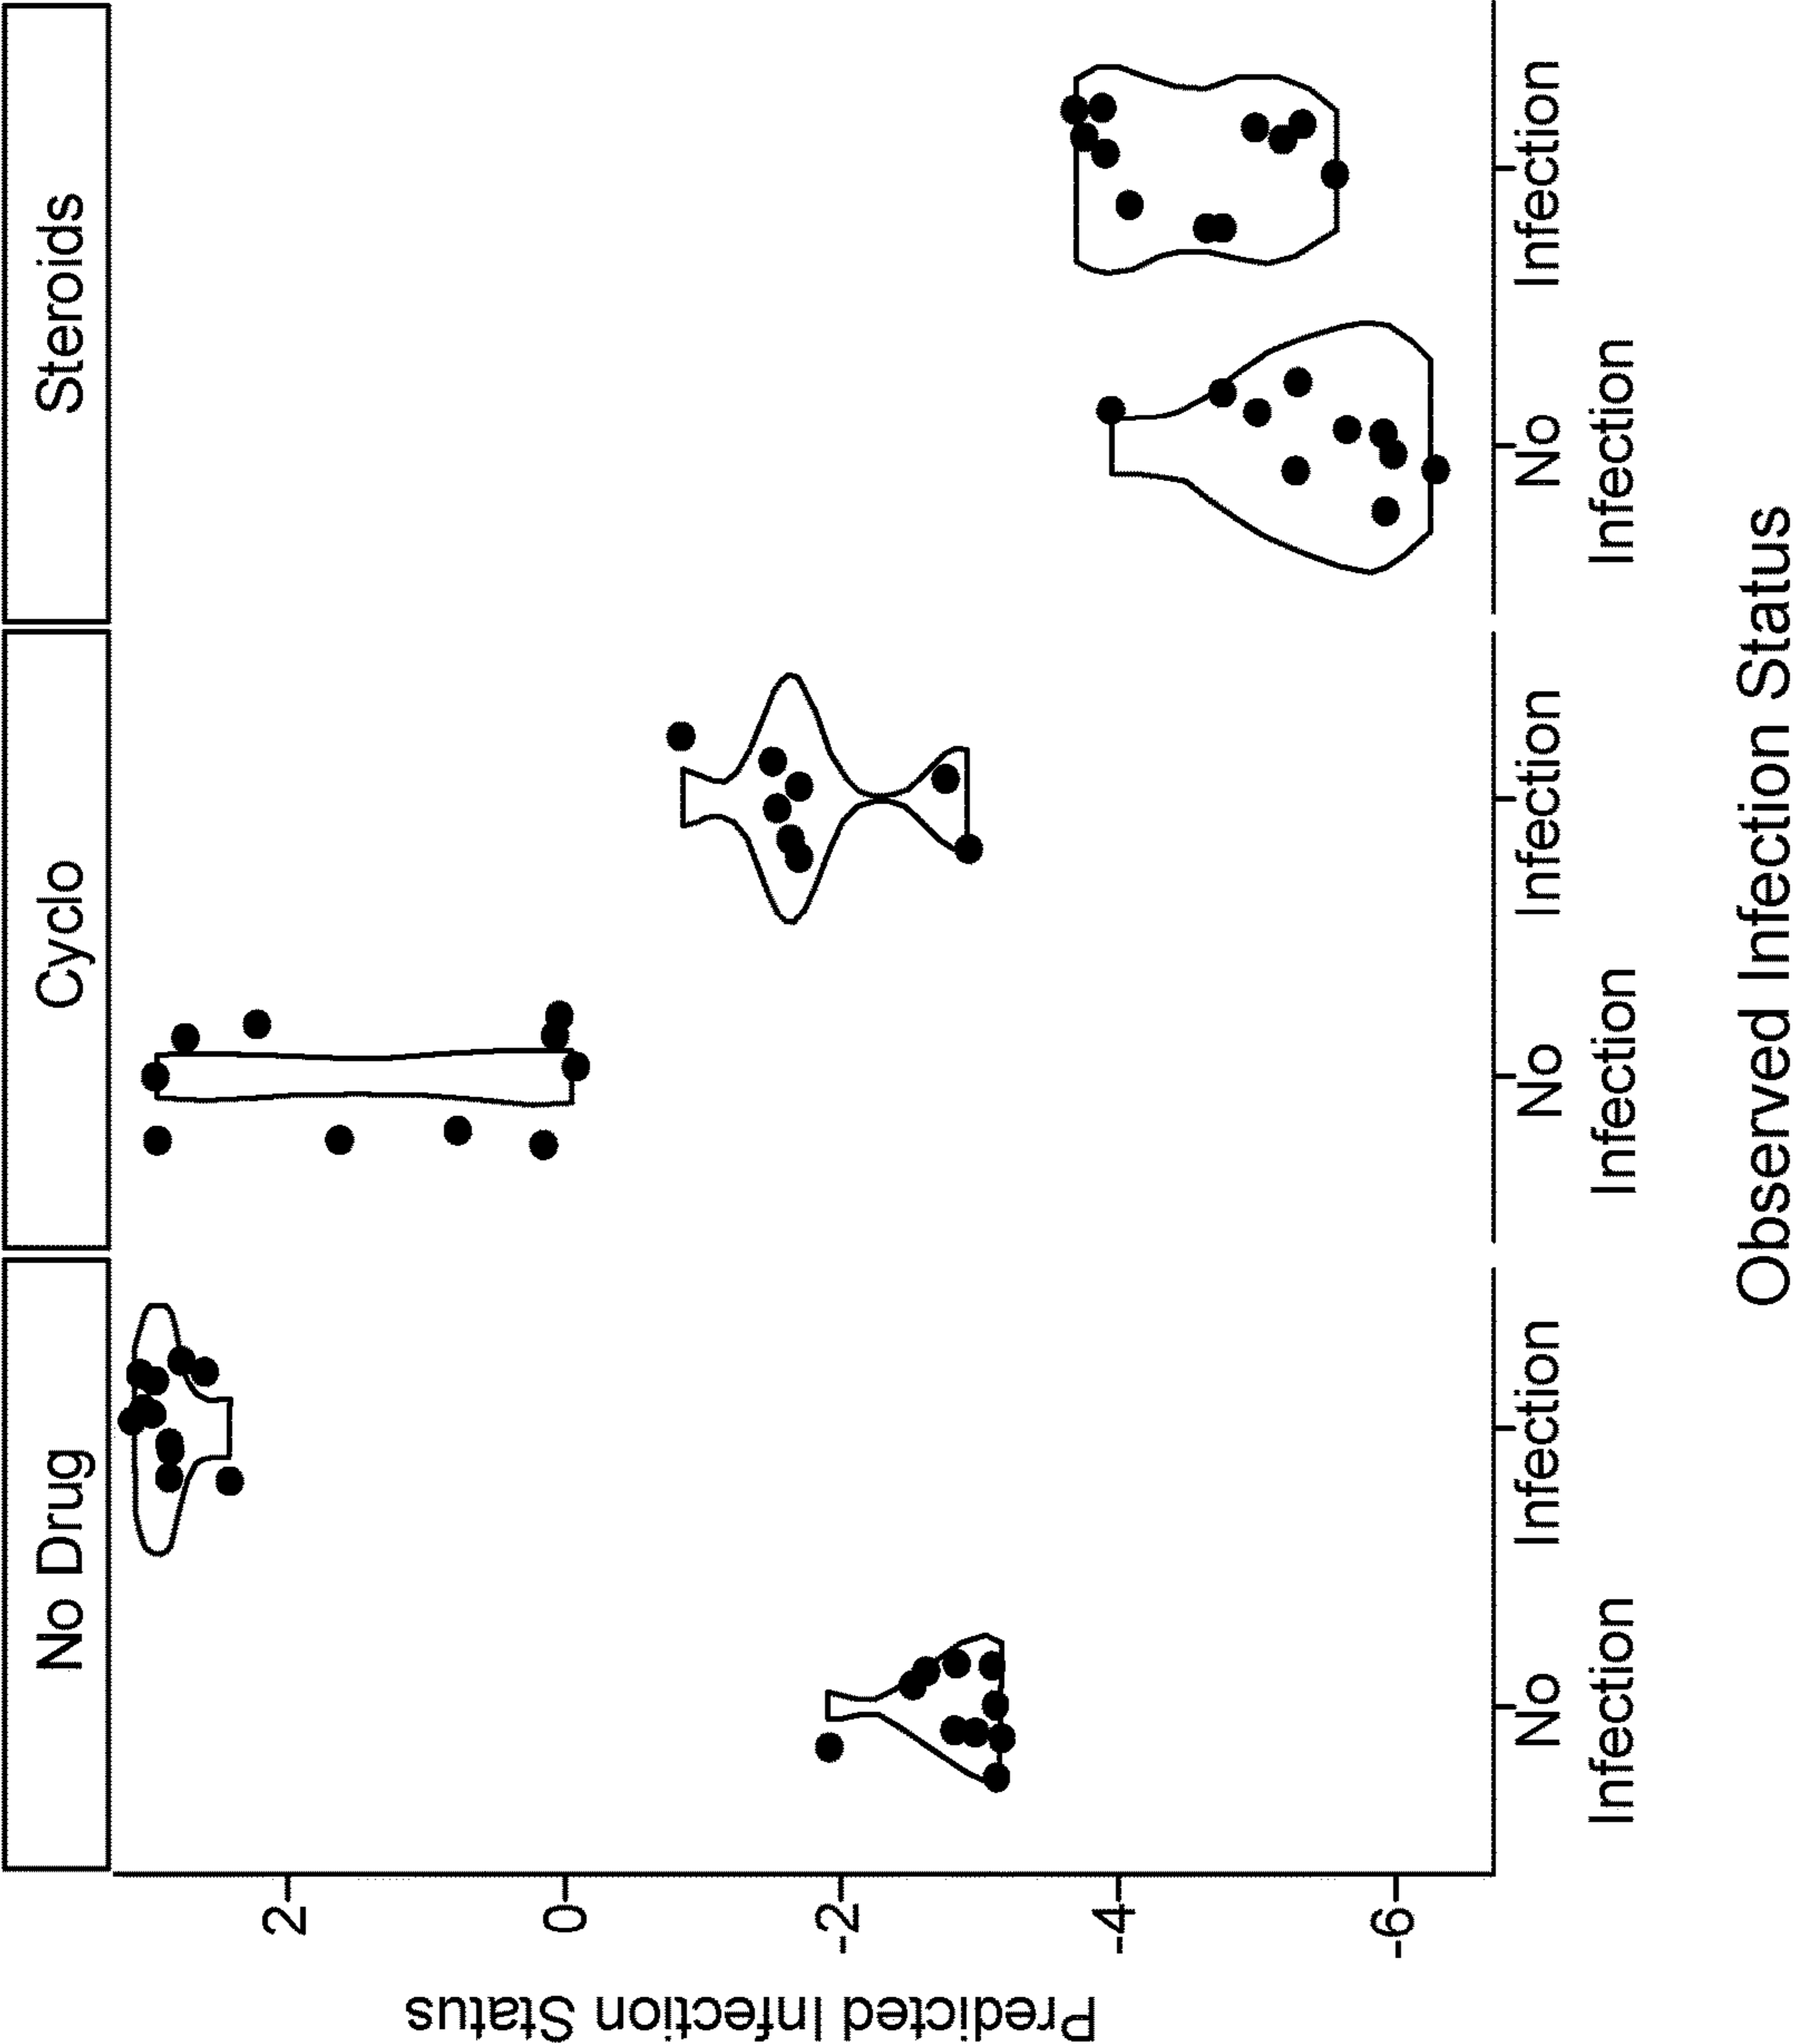 No Drug
Cyclo
Steroids
Predicted Infection Status
2
0
-2
-4
-6
No
Infection
Infection
No
Infection
Infection
No
Infection
Infection
Observed Infection Status